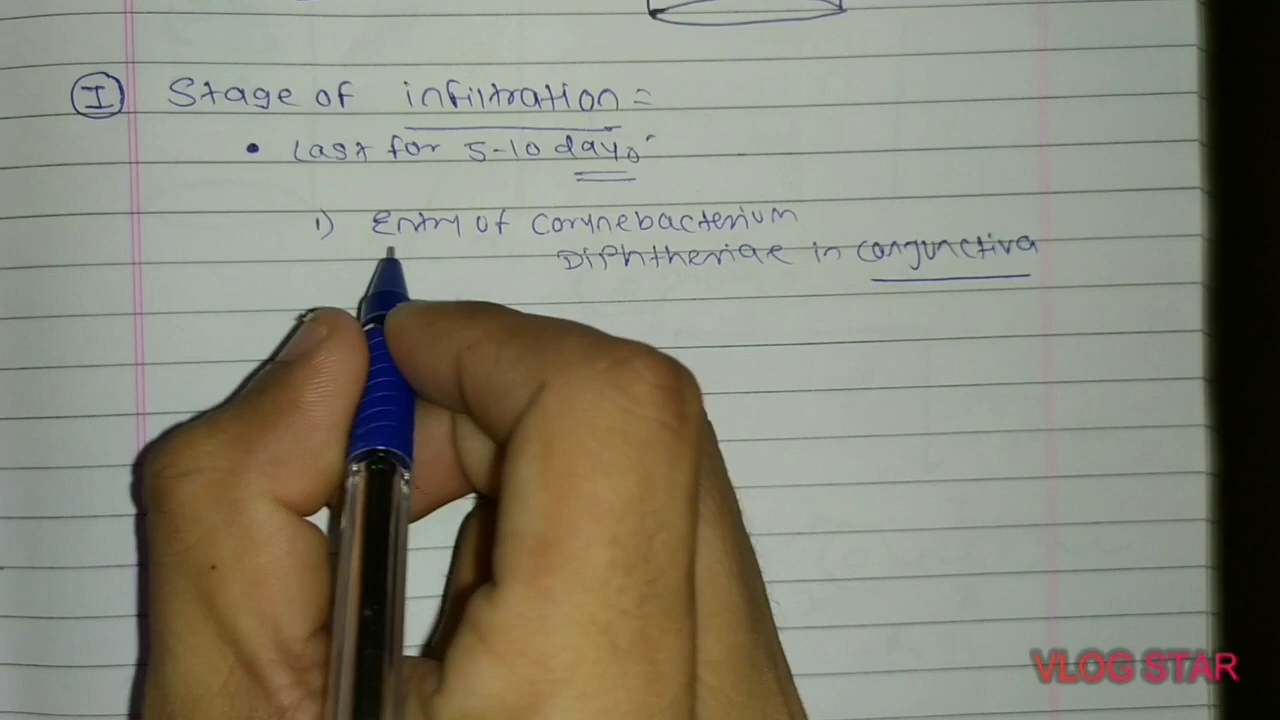 I Stage of infiltration =
• Last for 5-10 days
1) Entry of Corynebacterium
Diphtheriae in conjunctiva
VLOG STAR